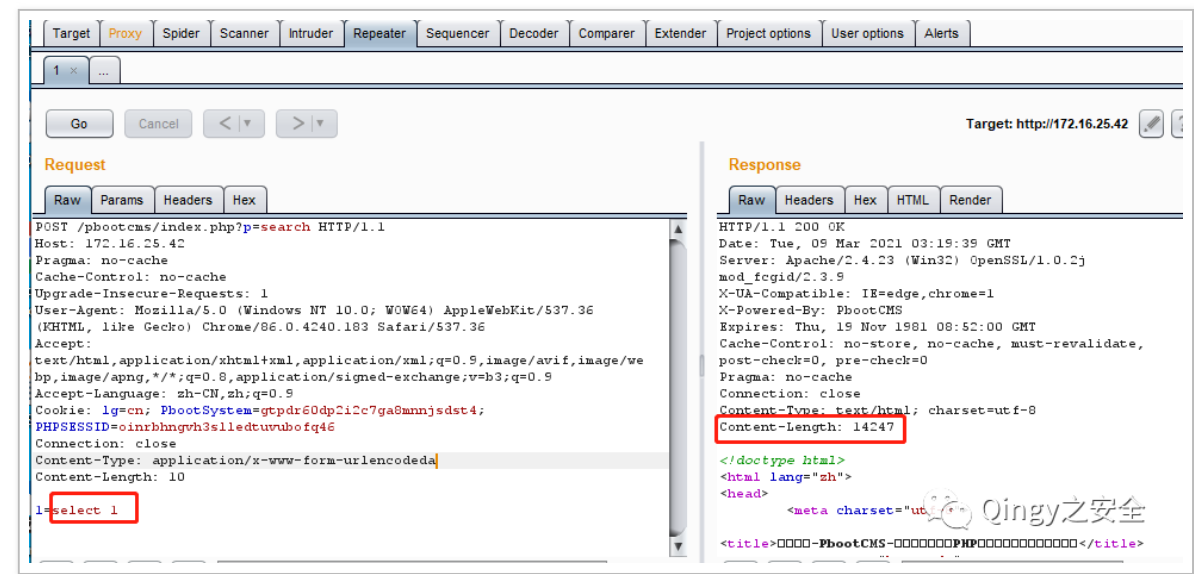 Target Proxy Spider Scanner Intruder Repeater Sequencer Decoder Comparer Extender Project options User options Alerts
1 × ...
Go Cancel < | ▼ > | ▼ Target: http://172.16.25.42
Request
Raw Params Headers Hex
POST /pbootcms/index.php?p=search HTTP/1.1
Host: 172.16.25.42
Pragma: no-cache
Cache-Control: no-cache
Upgrade-Insecure-Requests: 1
User-Agent: Mozilla/5.0 (Windows NT 10.0; WOW64) AppleWebKit/537.36
(KHTML, like Gecko) Chrome/86.0.4240.183 Safari/537.36
Accept:
text/html,application/xhtml+xml,application/xml;q=0.9,image/avif,image/we
bp,image/apng,*/*;q=0.8,application/signed-exchange;v=b3;q=0.9
Accept-Language: zh-CN,zh;q=0.9
Cookie: lg=cn; PbootSystem=gtpdr60dp2i2c7ga8mnnjsdst4;
PHPSESSID=oinrbhngvh3slledtuvubofq46
Connection: close
Content-Type: application/x-www-form-urlencodeda
Content-Length: 10
1=select 1
Response
Raw Headers Hex HTML Render
HTTP/1.1 200 OK
Date: Tue, 09 Mar 2021 03:19:39 GMT
Server: Apache/2.4.23 (Win32) OpenSSL/1.0.2j
mod_fcgid/2.3.9
X-UA-Compatible: IE=edge,chrome=1
X-Powered-By: PbootCMS
Expires: Thu, 19 Nov 1981 08:52:00 GMT
Cache-Control: no-store, no-cache, must-revalidate,
post-check=0, pre-check=0
Pragma: no-cache
Connection: close
Content-Type: text/html; charset=utf-8
Content-Length: 14247
<!doctype html>
<html lang="zh">
<head>
<meta charset="ut
Qingy之安全
<title>□□□□-PbootCMS-□□□□□□□PHP□□□□□□□□□□□□</title>